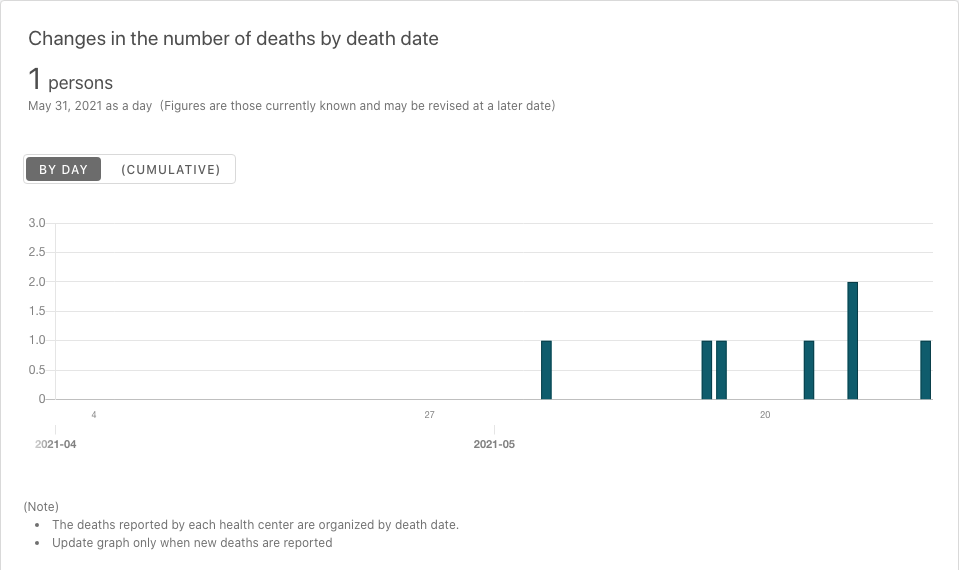 Changes in the number of deaths by death date
1 persons
May 31, 2021 as a day (Figures are those currently known and may be revised at a later date)
BY DAY (CUMULATIVE)
3.0
2.5
2.0
1.5
1.0
0.5
0
4 27 20
2021-04 2021-05
(Note)
• The deaths reported by each health center are organized by death date.
• Update graph only when new deaths are reported